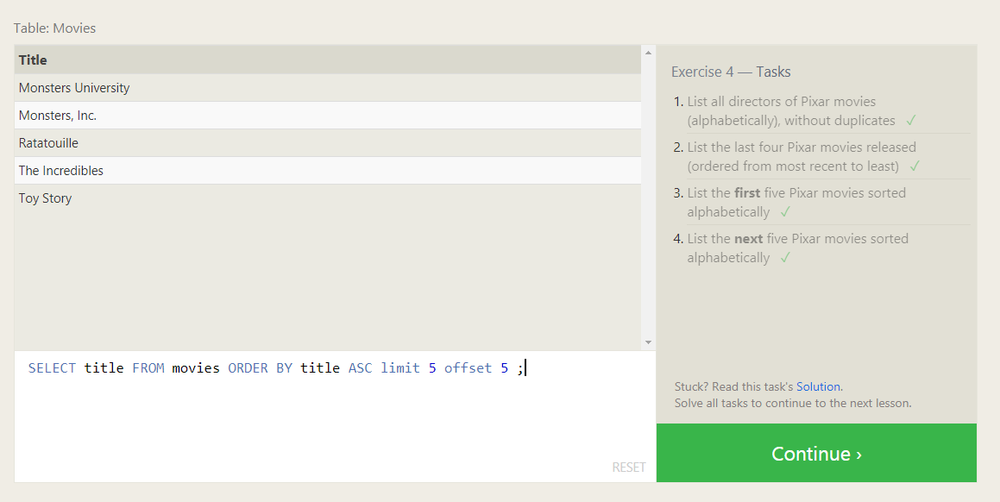 Table: Movies
Title
Monsters University
Monsters, Inc.
Ratatouille
The Incredibles
Toy Story
SELECT title FROM movies ORDER BY title ASC limit 5 offset 5 ;
RESET
Exercise 4 — Tasks
1. List all directors of Pixar movies
(alphabetically), without duplicates ✓
2. List the last four Pixar movies released
(ordered from most recent to least) ✓
3. List the first five Pixar movies sorted
alphabetically ✓
4. List the next five Pixar movies sorted
alphabetically ✓
Stuck? Read this task's Solution.
Solve all tasks to continue to the next lesson.
Continue ›